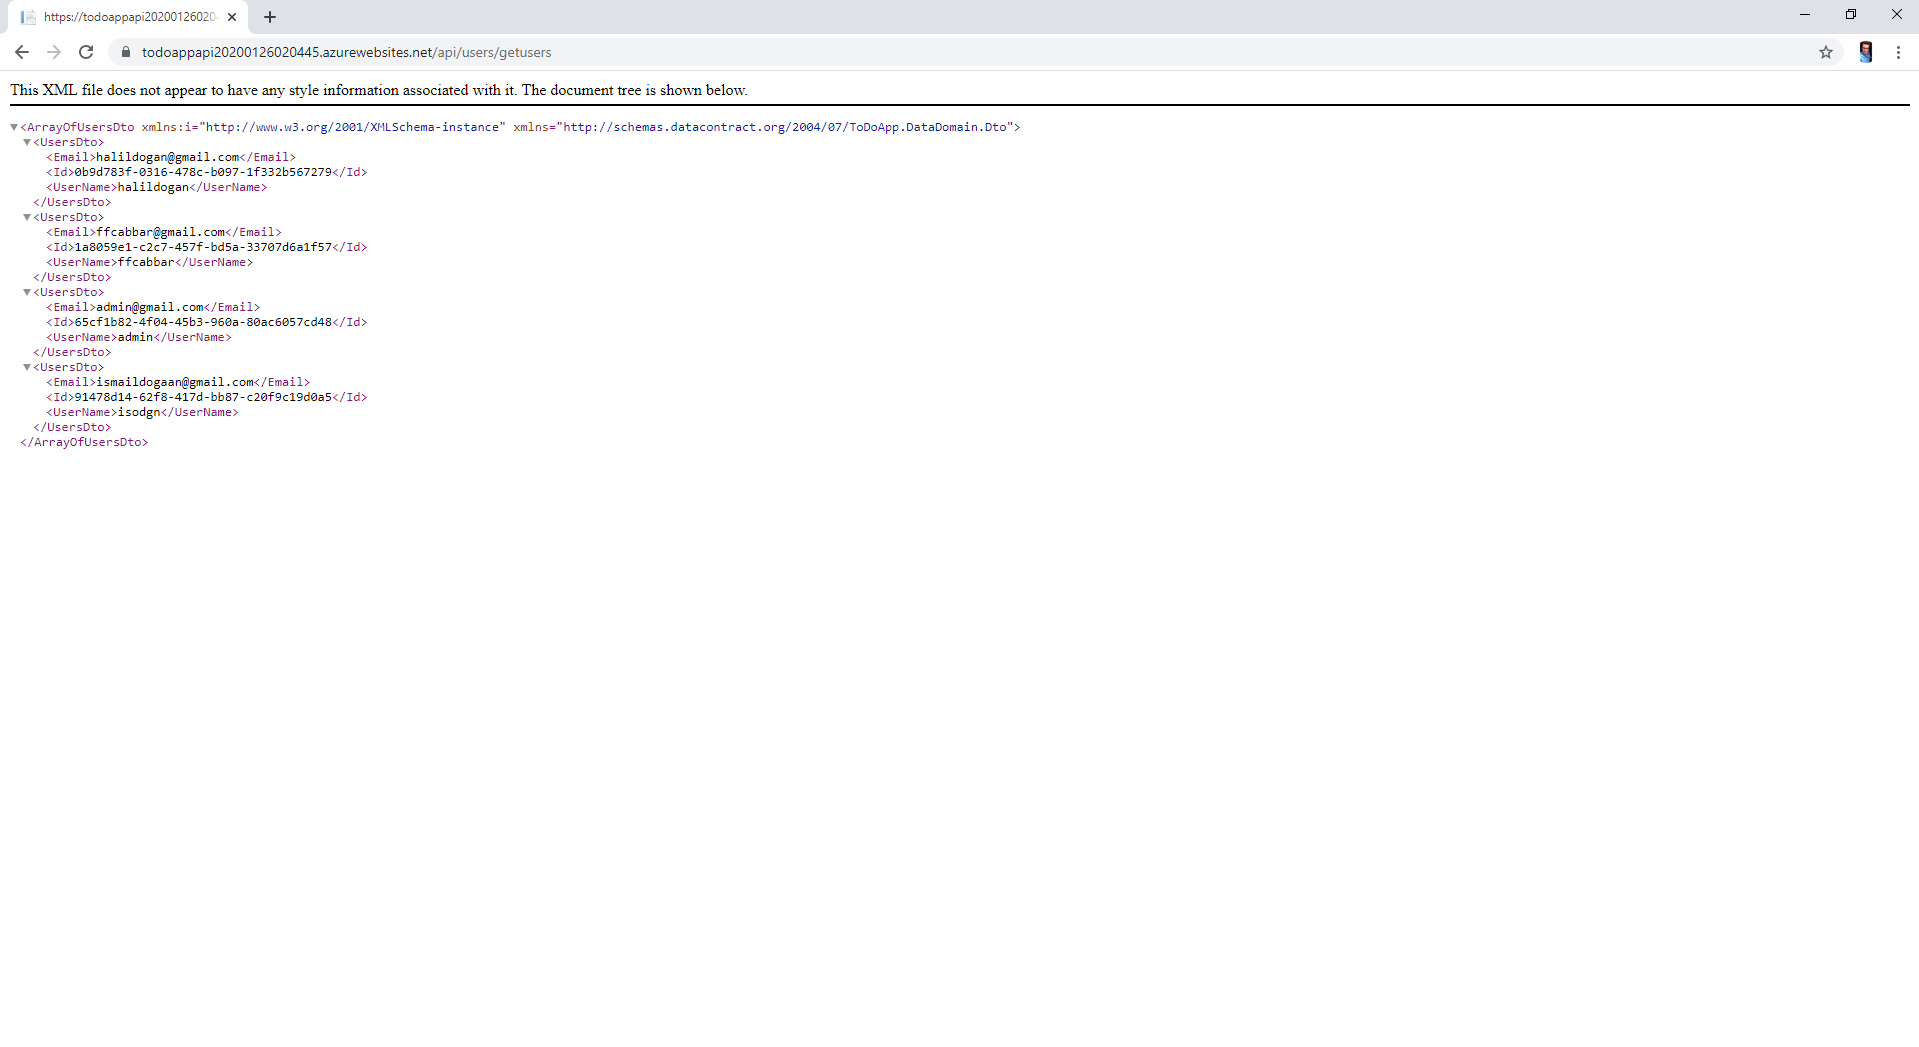 https://todoappapi20200126020
todoappapi20200126020445.azurewebsites.net/api/users/getusers
This XML file does not appear to have any style information associated with it. The document tree is shown below.
<ArrayOfUsersDto xmlns:i="http://www.w3.org/2001/XMLSchema-instance" xmlns="http://schemas.datacontract.org/2004/07/ToDoApp.DataDomain.Dto">
<UsersDto>
<Email>halildogan@gmail.com</Email>
<Id>0b9d783f-0316-478c-b097-1f332b567279</Id>
<UserName>halildogan</UserName>
</UsersDto>
<UsersDto>
<Email>ffcabbar@gmail.com</Email>
<Id>1a8059e1-c2c7-457f-bd5a-33707d6a1f57</Id>
<UserName>ffcabbar</UserName>
</UsersDto>
<UsersDto>
<Email>admin@gmail.com</Email>
<Id>65cf1b82-4f04-45b3-960a-80ac6057cd48</Id>
<UserName>admin</UserName>
</UsersDto>
<UsersDto>
<Email>ismaildogaan@gmail.com</Email>
<Id>91478d14-62f8-417d-bb87-c20f9c19d0a5</Id>
<UserName>isodgn</UserName>
</UsersDto>
</ArrayOfUsersDto>